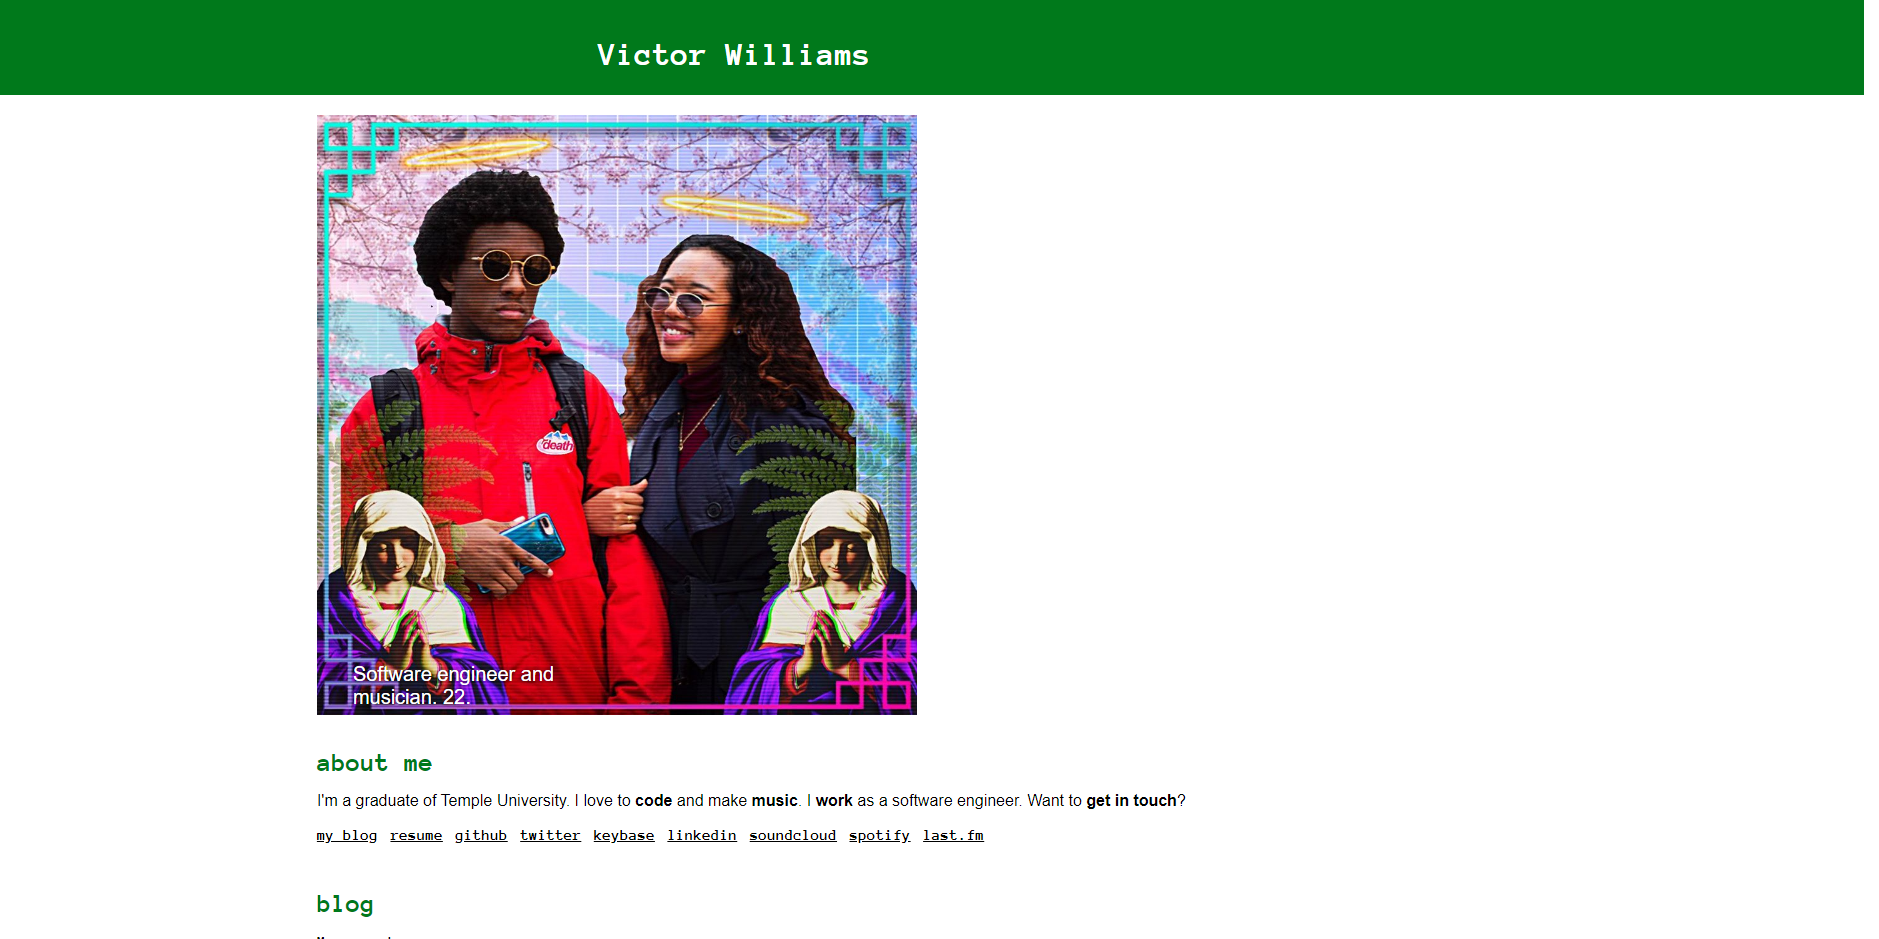 Victor Williams
death
Software engineer and
musician. 22.
about me
I'm a graduate of Temple University. I love to code and make music. I work as a software engineer. Want to get in touch?
my blog resume github twitter keybase linkedin soundcloud spotify last.fm
blog